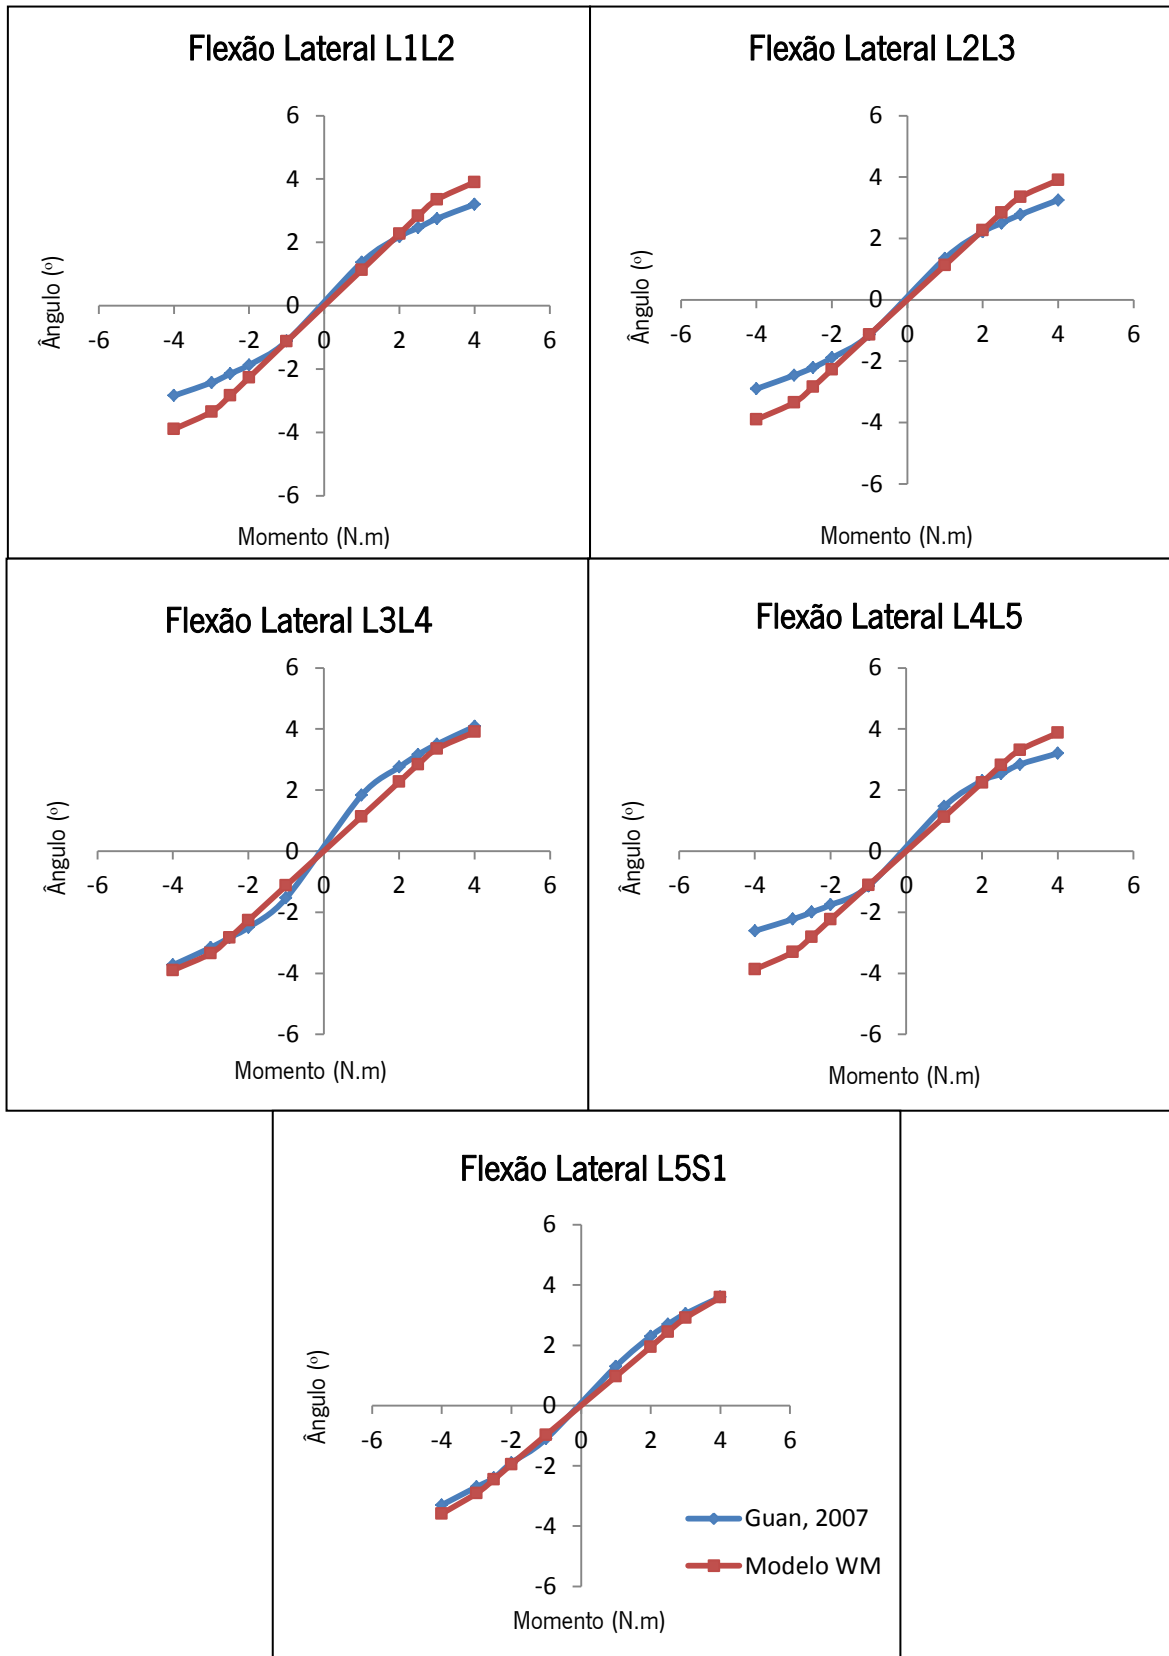 Flexão Lateral L1L2
6
4
2
0
-6 -4 -2 0 2 4 6
-2
-4
-6
Ângulo (º)
Momento (N.m)
Flexão Lateral L2L3
6
4
2
0
-6 -4 -2 0 2 4 6
-2
-4
-6
Ângulo (º)
Momento (N.m)
Flexão Lateral L3L4
6
4
2
0
-6 -4 -2 0 2 4 6
-2
-4
-6
Ângulo (º)
Momento (N.m)
Flexão Lateral L4L5
6
4
2
0
-6 -4 -2 0 2 4 6
-2
-4
-6
Ângulo (º)
Momento (N.m)
Flexão Lateral L5S1
6
4
2
0
-6 -4 -2 0 2 4 6
-2
-4
-6
Ângulo (º)
Guan, 2007
Modelo WM
Momento (N.m)